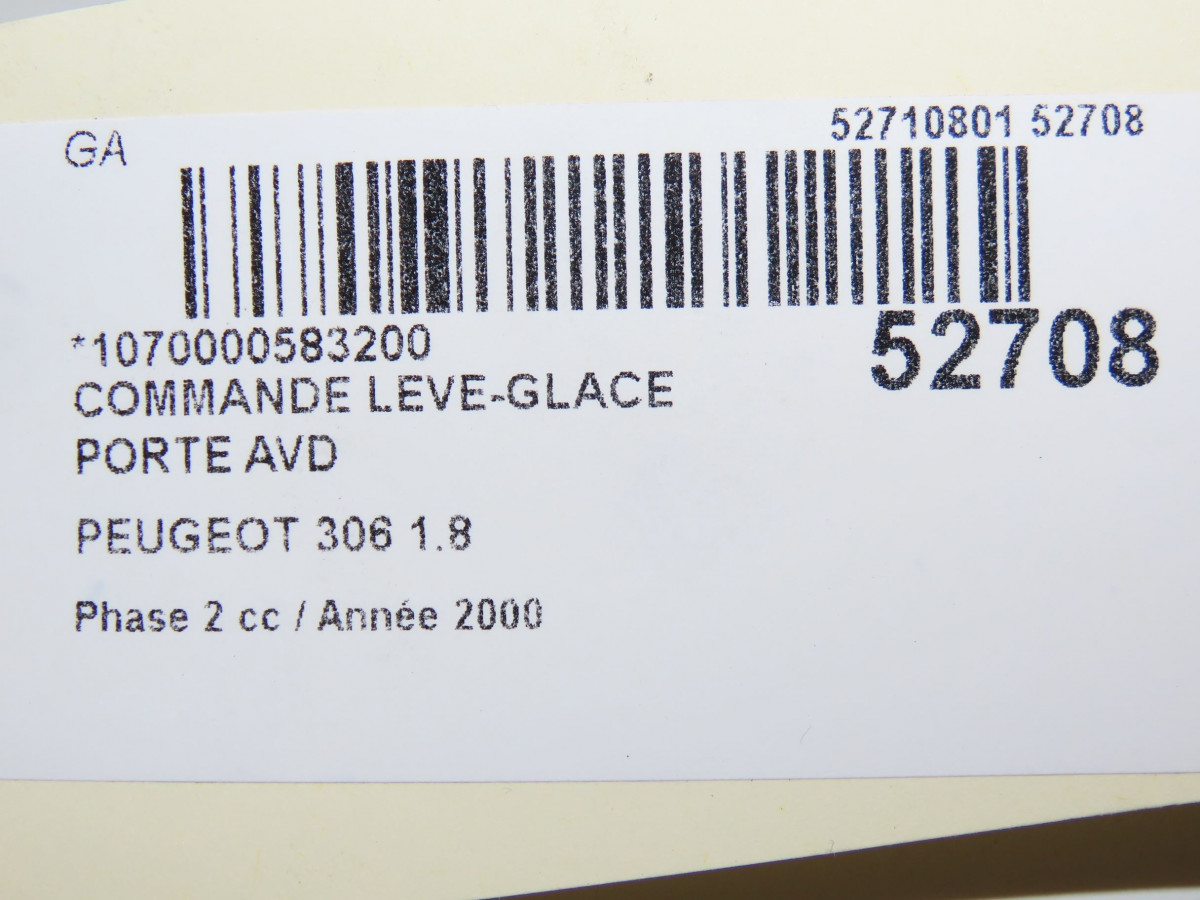 GA
52710801 52708
*1070000583200
52708
COMMANDE LEVE-GLACE
PORTE AVD
PEUGEOT 306 1.8
Phase 2 cc / Année 2000